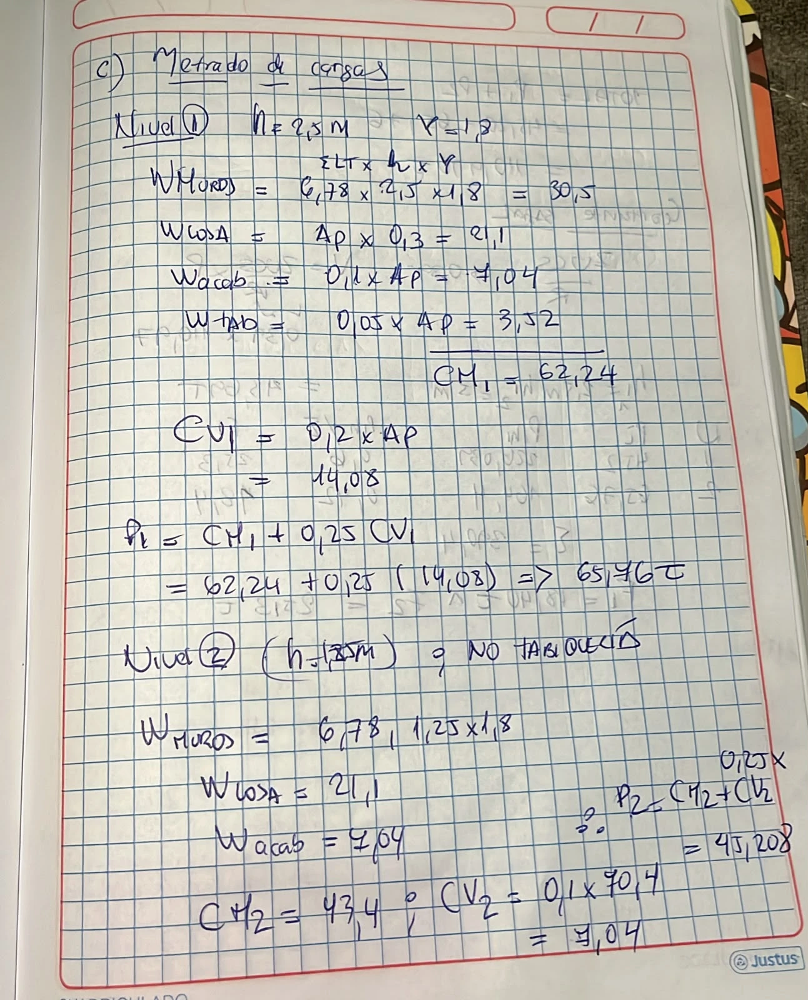 c) Metrado de cargas
Nivel 1 h = 2,5 m γ = 1,8
ΣLT x h x γ
WMUROS = 6,78 x 2,5 x 1,8 = 30,5
WLOSA = Ap x 0,3 = 21,1
Wacab = 0,1 x Ap = 7,04
WtAb = 0,05 x Ap = 3,52
CM1 = 62,24
CV1 = 0,2 x Ap
= 14,08
P1 = CM1 + 0,25 CV1
= 62,24 + 0,25 (14,08) => 65,76 T
Nivel 2 (h = 1,25m) ; NO TABIQUERÍA
WMUROS = 6,78, 1,25 x 1,8
WLOSA = 21,1
Wacab = 7,04
0,25 x
∴ P2 = CM2 + CV2
= 45,208
CM2 = 43,4 ; CV2 = 0,1 x 70,4
= 7,04
Justus